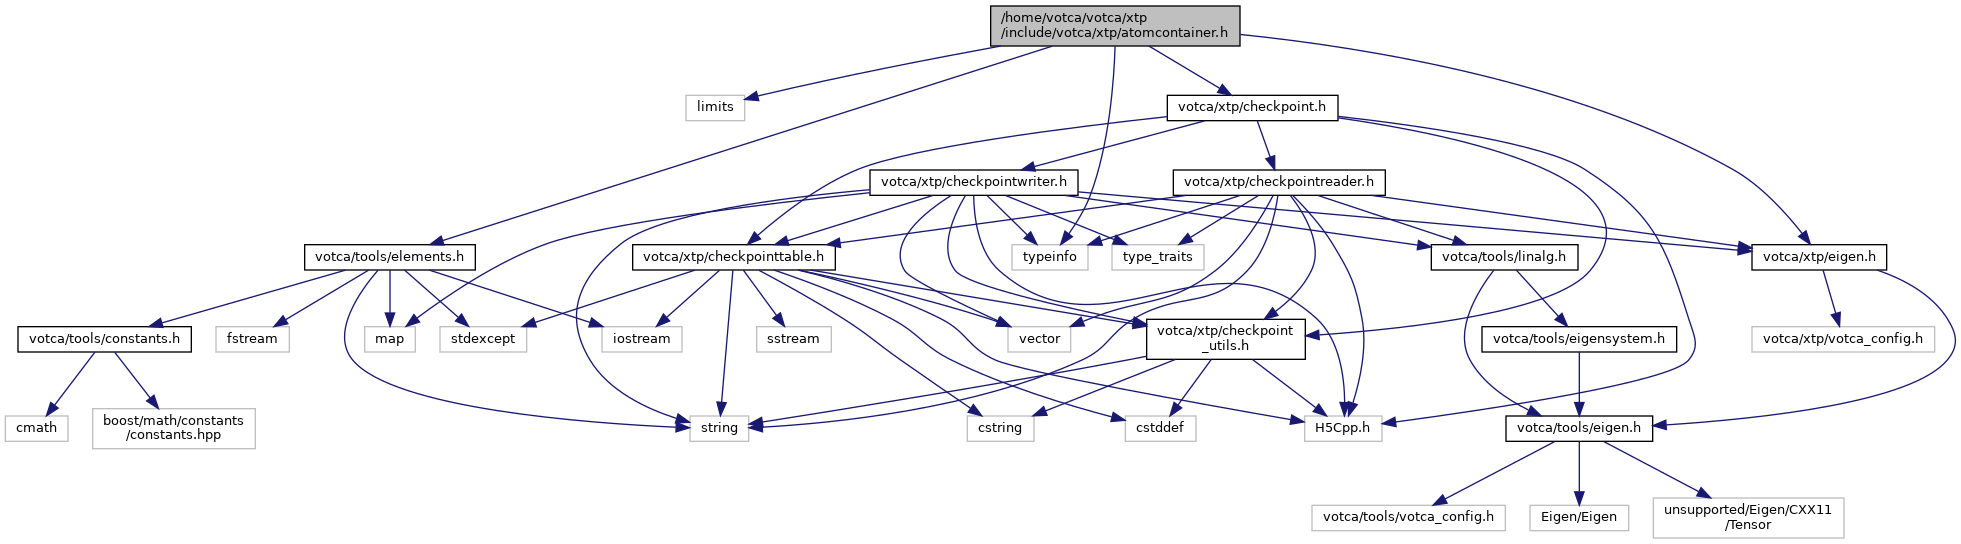 /home/votca/votca/xtp
/include/votca/xtp/atomcontainer.h
limits
votca/xtp/checkpoint.h
votca/xtp/checkpointwriter.h
votca/xtp/checkpointreader.h
votca/tools/elements.h
votca/xtp/checkpointtable.h
typeinfo
type_traits
votca/tools/linalg.h
votca/xtp/eigen.h
votca/tools/constants.h
fstream
map
stdexcept
iostream
sstream
vector
votca/xtp/checkpoint
_utils.h
votca/tools/eigensystem.h
votca/xtp/votca_config.h
cmath
boost/math/constants
/constants.hpp
string
cstring
cstddef
H5Cpp.h
votca/tools/eigen.h
votca/tools/votca_config.h
Eigen/Eigen
unsupported/Eigen/CXX11
/Tensor